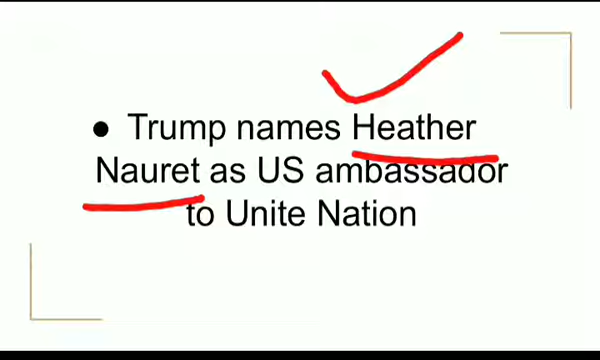 ● Trump names Heather
Nauret as US ambassador
to Unite Nation